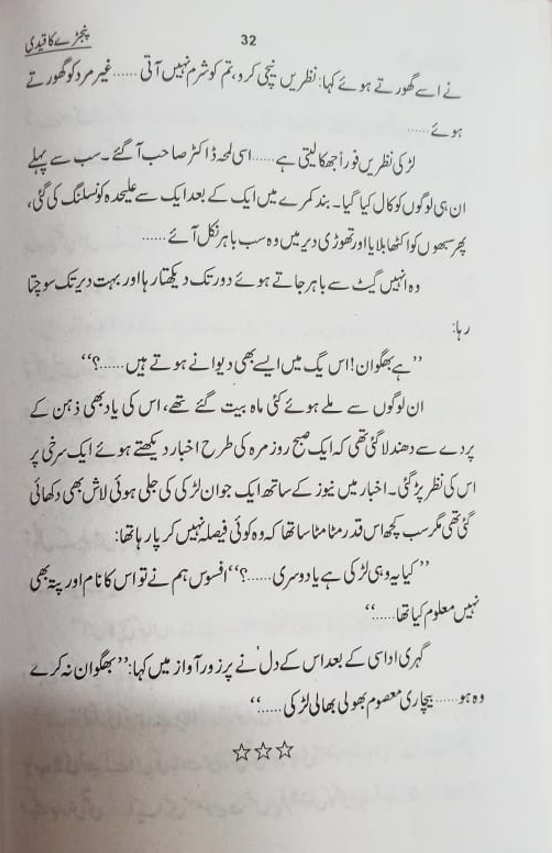 پنجڑے کا قیدی
32
نے اسے گھورتے ہوئے کہا: نظریں نیچی کرو، تم کو شرم نہیں آتی ...... غیر مرد کو گھورتے
ہوئے ......
لڑکی نظریں فوراً جھکا لیتی ہے ...... اسی لمحہ ڈاکٹر صاحب آ گئے۔ سب سے پہلے
ان ہی لوگوں کو کال کیا گیا۔ بند کمرے میں ایک کے بعد ایک سے علیحدہ کونسلنگ کی گئی،
پھر سبھوں کو اکٹھا بلایا اور تھوڑی دیر میں وہ سب باہر نکل آئے ......
وہ انہیں گیٹ سے باہر جاتے ہوئے دور تک دیکھتا رہا اور بہت دیر تک سوچتا
رہا:
’’ہے بھگوان! اس یگ میں ایسے بھی دیوانے ہوتے ہیں ......؟‘‘
ان لوگوں سے ملے ہوئے کئی ماہ بیت گئے تھے، اس کی یاد بھی ذہن کے
پردے سے دھندلا گئی تھی کہ ایک صبح روزمرہ کی طرح اخبار دیکھتے ہوئے ایک سرخی پر
اس کی نظر پڑ گئی۔ اخبار میں نیوز کے ساتھ ایک جوان لڑکی کی جلی ہوئی لاش بھی دکھائی
گئی تھی مگر سب کچھ اس قدر مٹا مٹا سا تھا کہ وہ کوئی فیصلہ نہیں کر پا رہا تھا:
’’کیا یہ وہی لڑکی ہے یا دوسری ......؟‘‘ افسوس ہم نے تو اس کا نام اور پتہ بھی
نہیں معلوم کیا تھا ......‘‘
گہری اداسی کے بعد اس کے دل نے پرزور آواز میں کہا: ’’بھگوان نہ کرے
وہ ہو ...... بیچاری معصوم بھولی بھالی لڑکی ......‘‘
☆☆☆